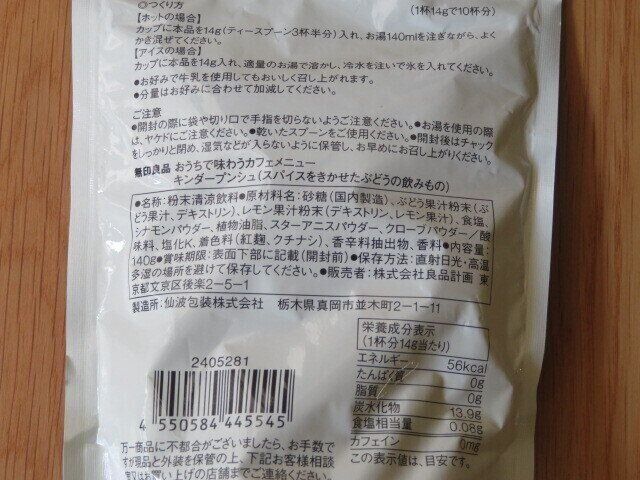 ◎つくり方 (1杯14gで10杯分)
【ホットの場合】
カップに本品を14g(ティースプーン3杯半分)入れ、お湯140mlを注ぎながら、よく
かき混ぜてください。
【アイスの場合】
カップに本品を14g入れ、適量のお湯で溶かし、冷水を注いで氷を入れてください。
●お好みで牛乳を使用してもおいしく召し上がれます。
●分量はお好みに合わせて加減してください。
ご注意
●開封の際に袋や切り口で手指を切らないようご注意ください。●お湯を使用の際
は、ヤケドにご注意ください。●乾いたスプーンをご使用ください。●開封後はチャック
をしっかりと閉め、湿気などが入らないように保管し、お早めにお召し上がりください。
無印良品 おうちで味わうカフェメニュー
キンダープンシュ(スパイスをきかせたぶどうの飲みもの)
●名称:粉末清涼飲料●原材料名:砂糖(国内製造)、ぶどう果汁粉末(ぶ
どう果汁、デキストリン)、レモン果汁粉末(デキストリン、レモン果汁)、食塩、
シナモンパウダー、植物油脂、スターアニスパウダー、クローブパウダー/酸
味料、塩化K、着色料(紅麹、クチナシ)、香辛料抽出物、香料●内容量:
140g●賞味期限:表面下部に記載(開封前)●保存方法:直射日光・高温
多湿の場所を避けて保存してください。●販売者:株式会社良品計画 東
京都文京区後楽2-5-1
製造所:仙波包装株式会社 栃木県真岡市並木町2-1-11
栄養成分表示
(1杯分14g当たり)
エネルギー 56kcal
たんぱく質 0g
脂質 0g
炭水化物 13.9g
食塩相当量 0.08g
カフェイン 0mg
この表示値は、目安です。
2405281
4 550584 445545
万一商品に不都合がございましたら、お手数で
すが現品と外装を保管の上、下記お客様相談
室又はお買い上げの店舗までご連絡ください。